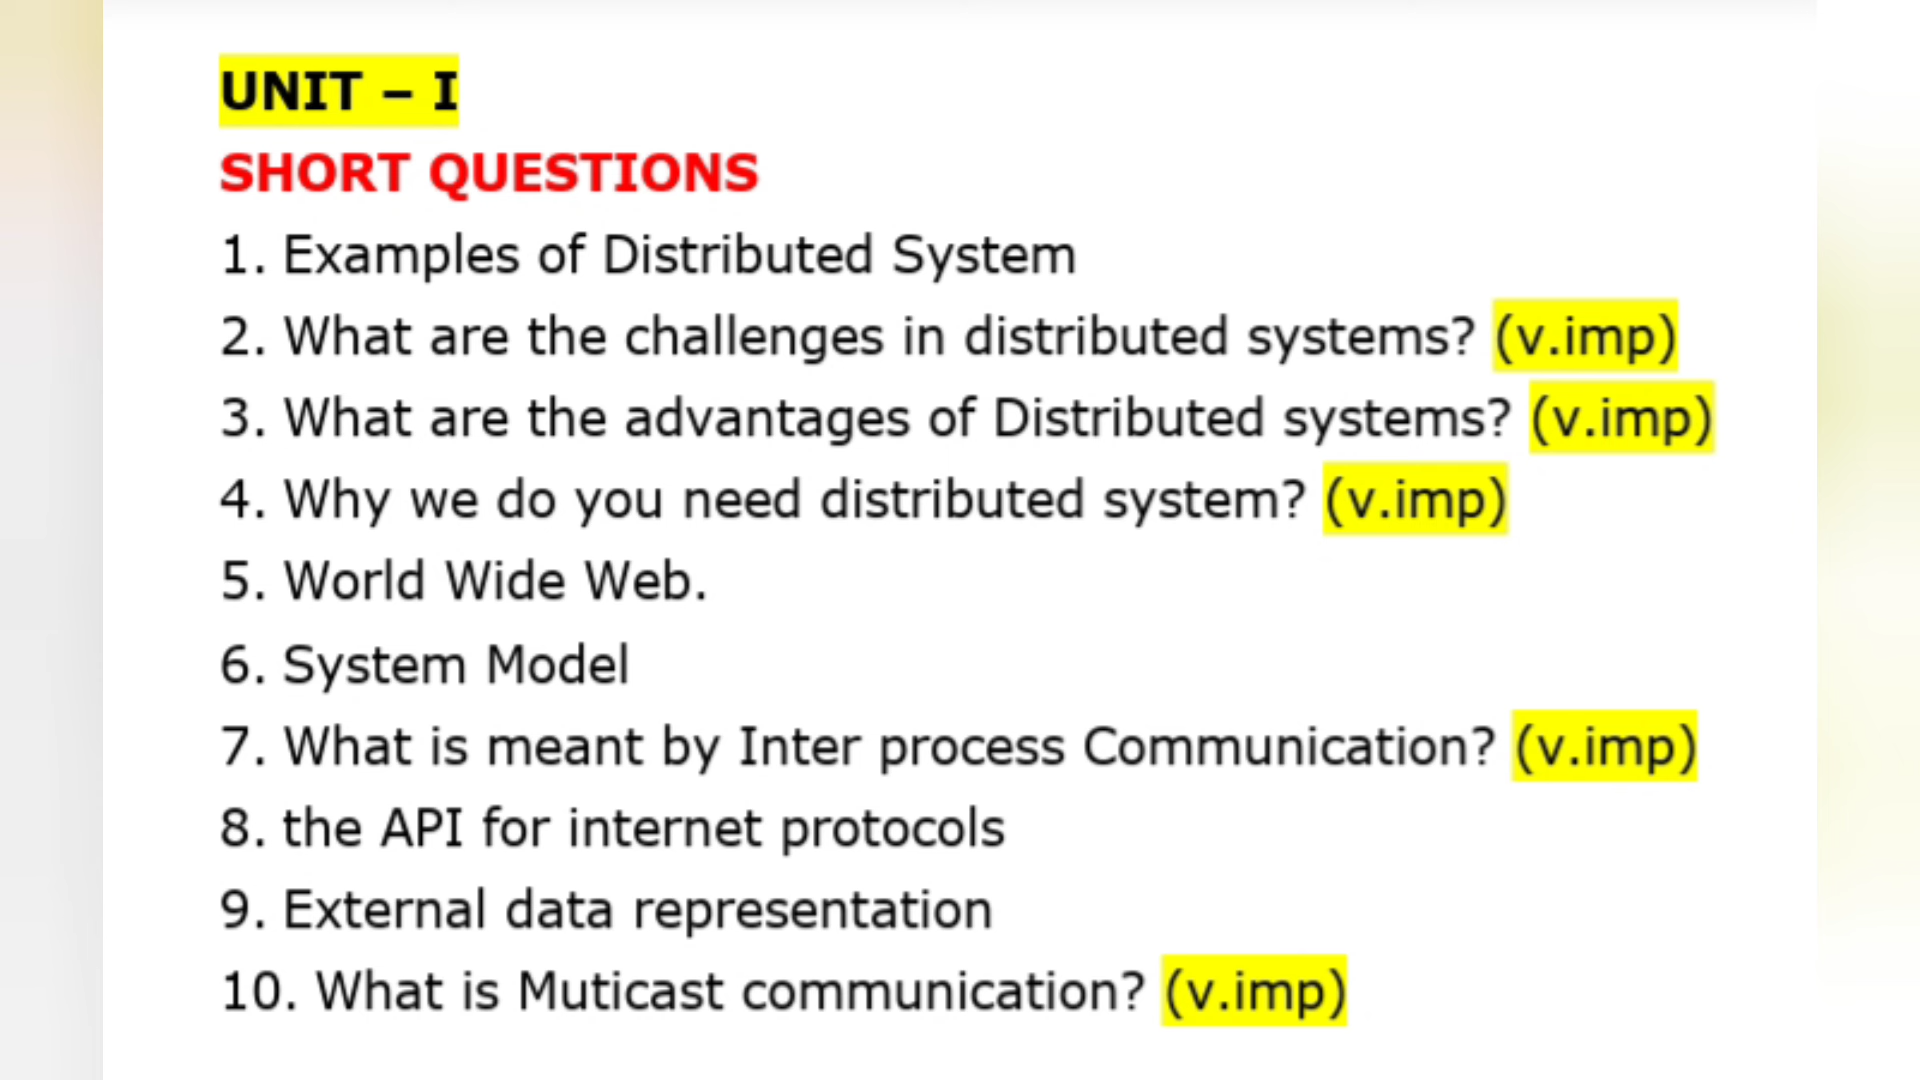 UNIT – I
SHORT QUESTIONS
1. Examples of Distributed System
2. What are the challenges in distributed systems? (v.imp)
3. What are the advantages of Distributed systems? (v.imp)
4. Why we do you need distributed system? (v.imp)
5. World Wide Web.
6. System Model
7. What is meant by Inter process Communication? (v.imp)
8. the API for internet protocols
9. External data representation
10. What is Muticast communication? (v.imp)